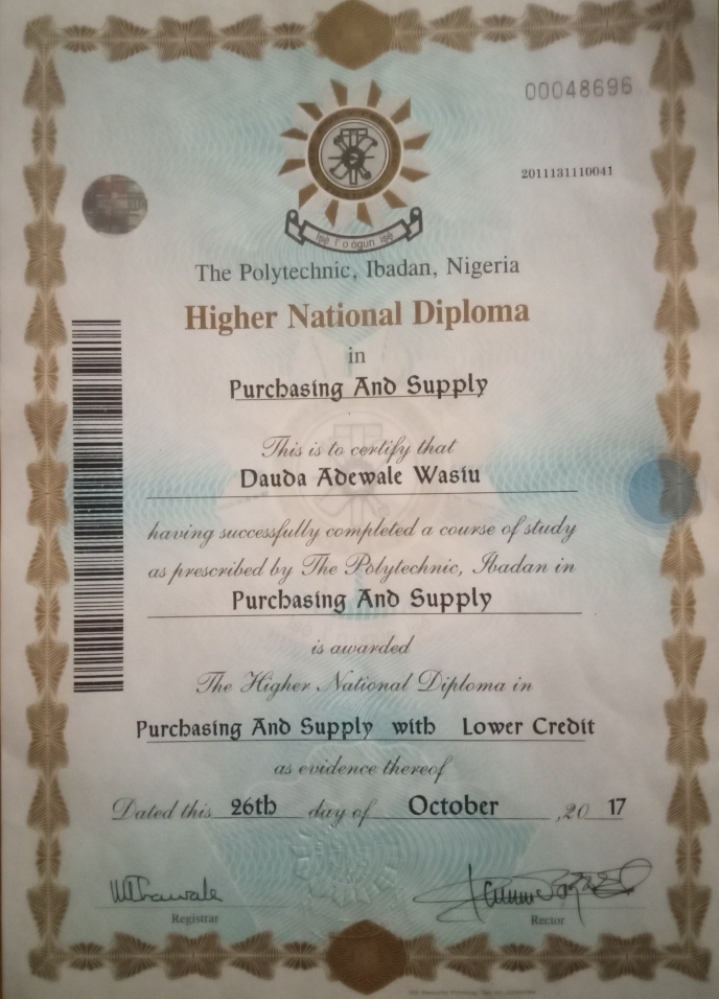 00048696
2011131110041
Iṣẹ́ l'oògùn ìṣẹ́
The Polytechnic, Ibadan, Nigeria
Higher National Diploma
in
Purchasing And Supply
This is to certify that
Dauda Adewale Wasiu
having successfully completed a course of study
as prescribed by The Polytechnic, Ibadan in
Purchasing And Supply
is awarded
The Higher National Diploma in
Purchasing And Supply with Lower Credit
as evidence thereof
Dated this 26th day of October ,20 17
Registrar
Rector